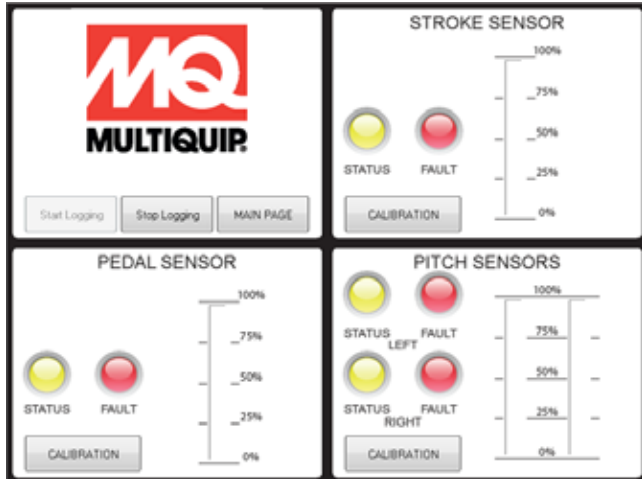 MQ
MULTIQUIP
Start Logging
Stop Logging
MAIN PAGE
STROKE SENSOR
100%
75%
50%
25%
0%
STATUS
FAULT
CALIBRATION
PEDAL SENSOR
100%
75%
50%
25%
0%
STATUS
FAULT
CALIBRATION
PITCH SENSORS
STATUS
FAULT
LEFT
STATUS
FAULT
RIGHT
100%
75%
50%
25%
0%
CALIBRATION